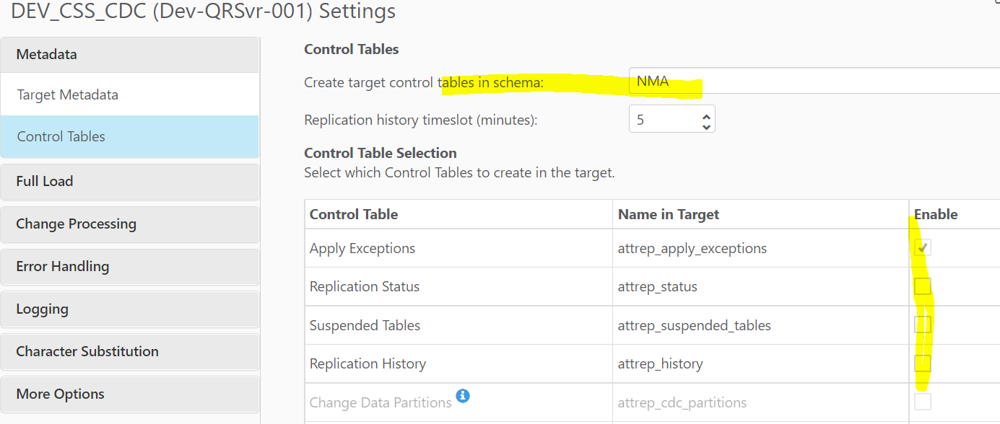 DEV_CSS_CDC (Dev-QRSvr-001) Settings
Metadata
Target Metadata
Control Tables
Full Load
Change Processing
Error Handling
Logging
Character Substitution
More Options
Control Tables
Create target control tables in schema: NMA
Replication history timeslot (minutes): 5
Control Table Selection
Select which Control Tables to create in the target.
Control Table Name in Target Enable
Apply Exceptions attrep_apply_exceptions
Replication Status attrep_status
Suspended Tables attrep_suspended_tables
Replication History attrep_history
Change Data Partitions attrep_cdc_partitions